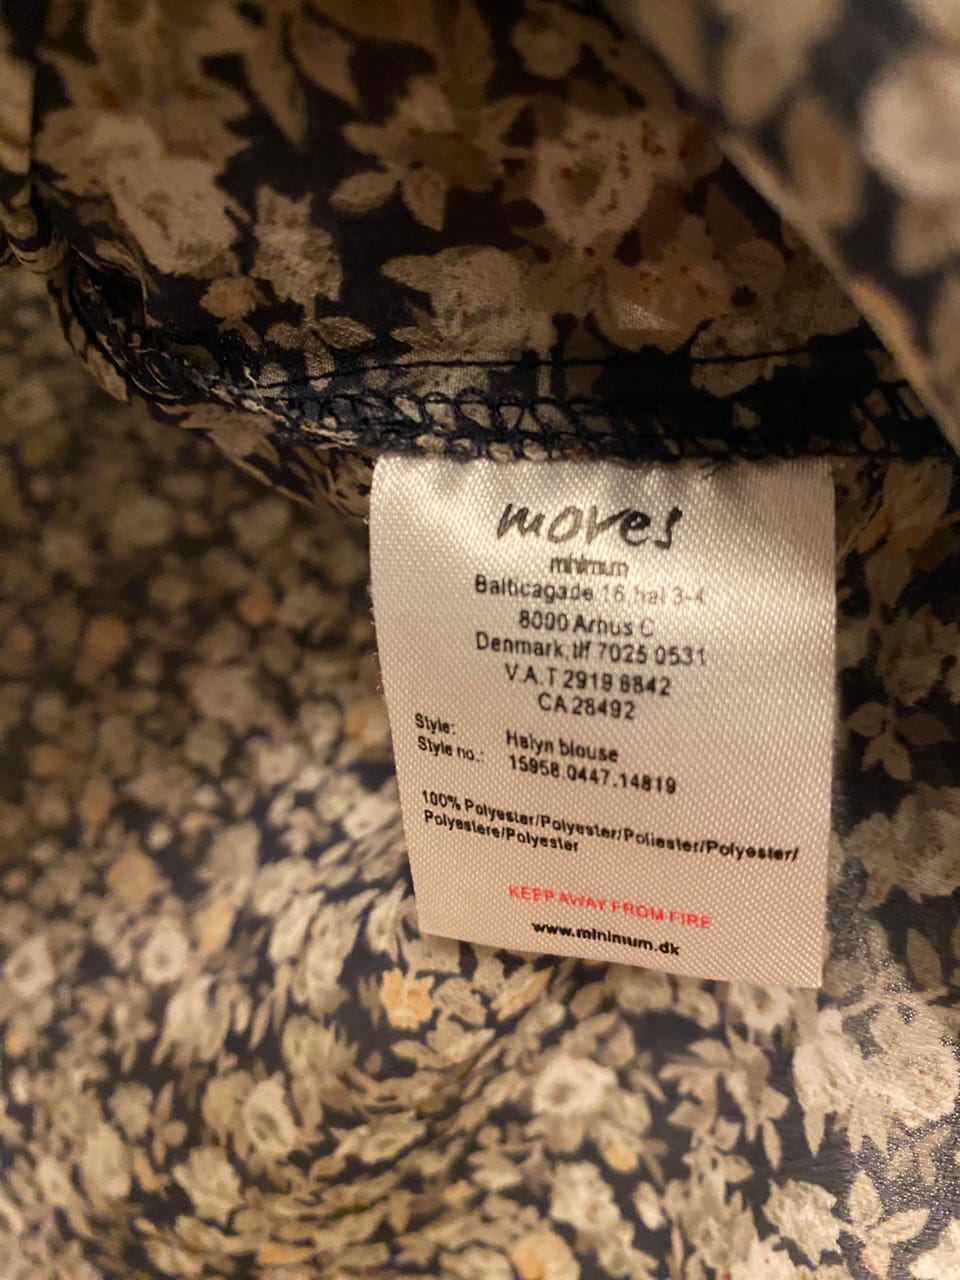 moves
minimum
Balticagade 16, hal 3-4
8000 Arhus C
Denmark, tlf 7025 0531
V.A.T 2919 8842
CA 28492
Style: Halyn blouse
Style no.: 15958.0447.14819
100% Polyester/Polyester/Poliester/Polyester/
Polyestere/Polyester
KEEP AWAY FROM FIRE
www.minimum.dk